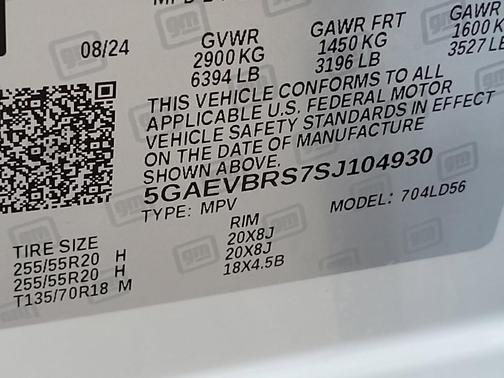 08/24
GVWR
2900 KG
6394 LB
GAWR FRT
1450 KG
3196 LB
GAWR
1600 K
3527 LB
THIS VEHICLE CONFORMS TO ALL
APPLICABLE U.S. FEDERAL MOTOR
VEHICLE SAFETY STANDARDS IN EFFECT
ON THE DATE OF MANUFACTURE
SHOWN ABOVE.
5GAEVBRS7SJ104930
TYPE: MPV
MODEL: 704LD56
TIRE SIZE
255/55R20 H
255/55R20 H
T135/70R18 M
RIM
20X8J
20X8J
18X4.5B
gm